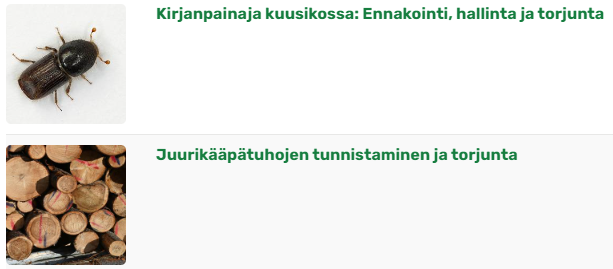 Kirjanpainaja kuusikossa: Ennakointi, hallinta ja torjunta
Juurikääpätuhojen tunnistaminen ja torjunta